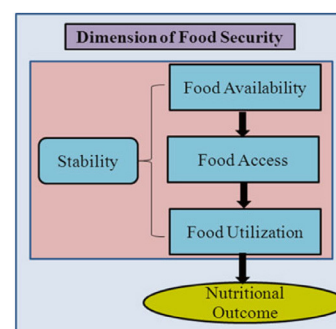 Dimension of Food Security
Food Availability
Stability
Food Access
Food Utilization
Nutritional
Outcome